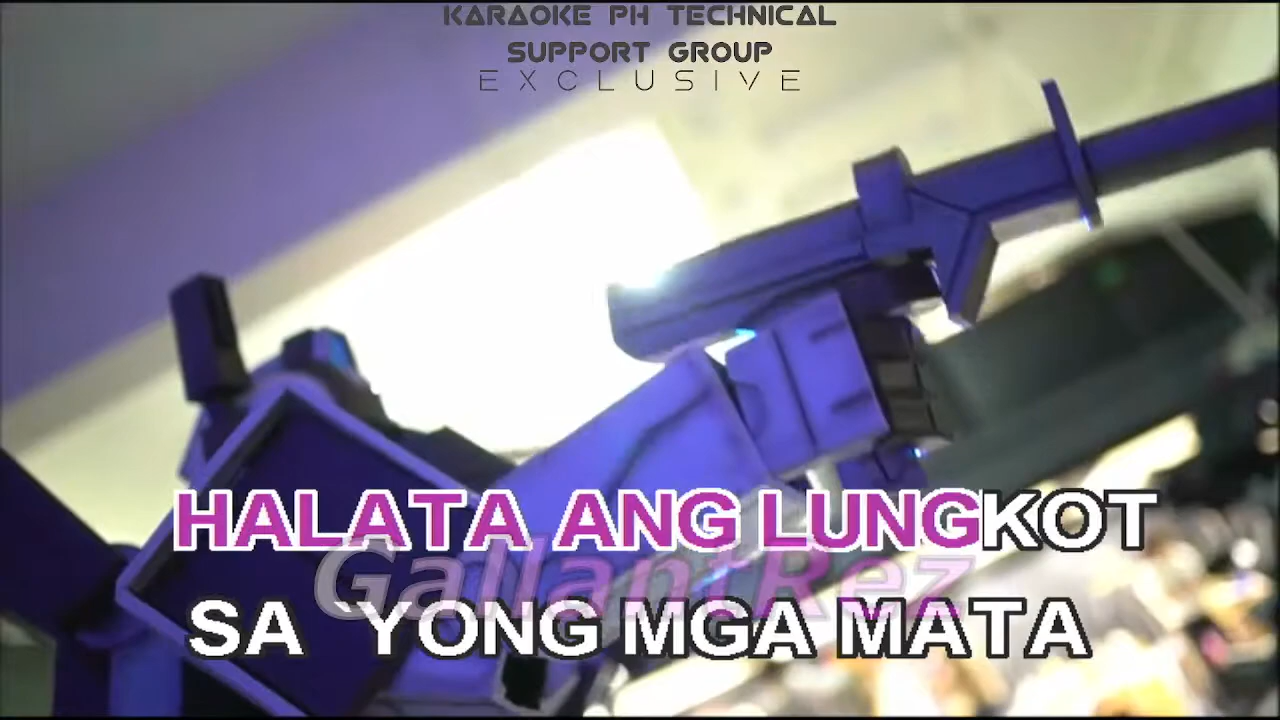 KARAOKE PH TECHNICAL
SUPPORT GROUP
EXCLUSIVE
HALATA ANG LUNGKOT
GallantRez
SA 'YONG MGA MATA